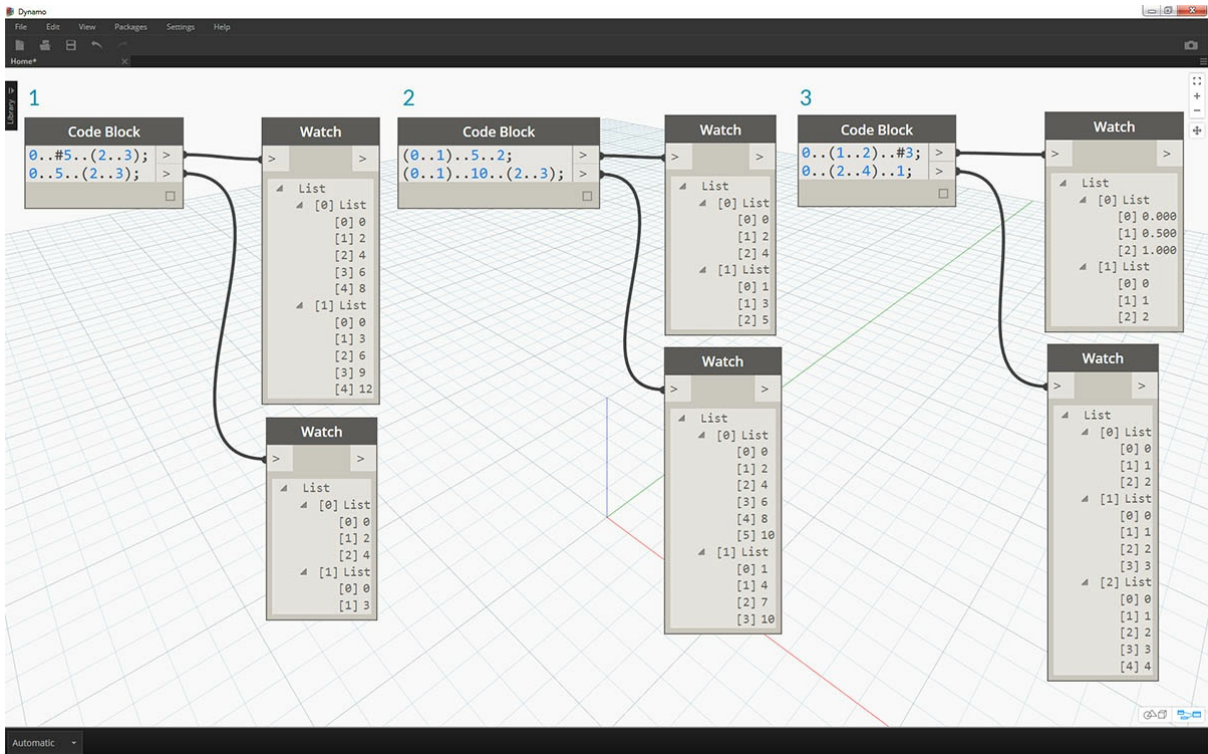 Dynamo
File Edit View Packages Settings Help
Home*
Library
1
Code Block
0..#5..(2..3); >
0..5..(2..3); >
Watch
> >
List
[0] List
[0] 0
[1] 2
[2] 4
[3] 6
[4] 8
[1] List
[0] 0
[1] 3
[2] 6
[3] 9
[4] 12
Watch
> >
List
[0] List
[0] 0
[1] 2
[2] 4
[1] List
[0] 0
[1] 3
2
Code Block
(0..1)..5..2; >
(0..1)..10..(2..3); >
Watch
> >
List
[0] List
[0] 0
[1] 2
[2] 4
[1] List
[0] 1
[1] 3
[2] 5
Watch
> >
List
[0] List
[0] 0
[1] 2
[2] 4
[3] 6
[4] 8
[5] 10
[1] List
[0] 1
[1] 4
[2] 7
[3] 10
3
Code Block
0..(1..2)..#3; >
0..(2..4)..1; >
Watch
> >
List
[0] List
[0] 0.000
[1] 0.500
[2] 1.000
[1] List
[0] 0
[1] 1
[2] 2
Watch
> >
List
[0] List
[0] 0
[1] 1
[2] 2
[1] List
[0] 0
[1] 1
[2] 2
[3] 3
[2] List
[0] 0
[1] 1
[2] 2
[3] 3
[4] 4
Automatic